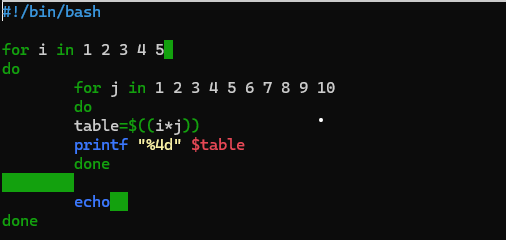 #!/bin/bash
for i in 1 2 3 4 5
do
for j in 1 2 3 4 5 6 7 8 9 10
do
table=$((i*j))
printf "%4d" $table
done
echo
done